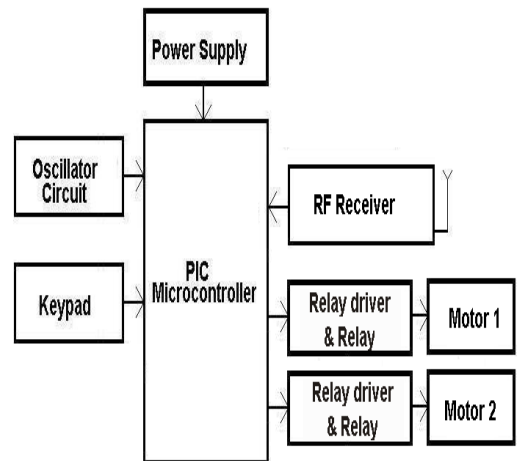 Power Supply
Oscillator
Circuit
RF Receiver
PIC
Microcontroller
Keypad
Relay driver
& Relay
Motor 1
Relay driver
& Relay
Motor 2